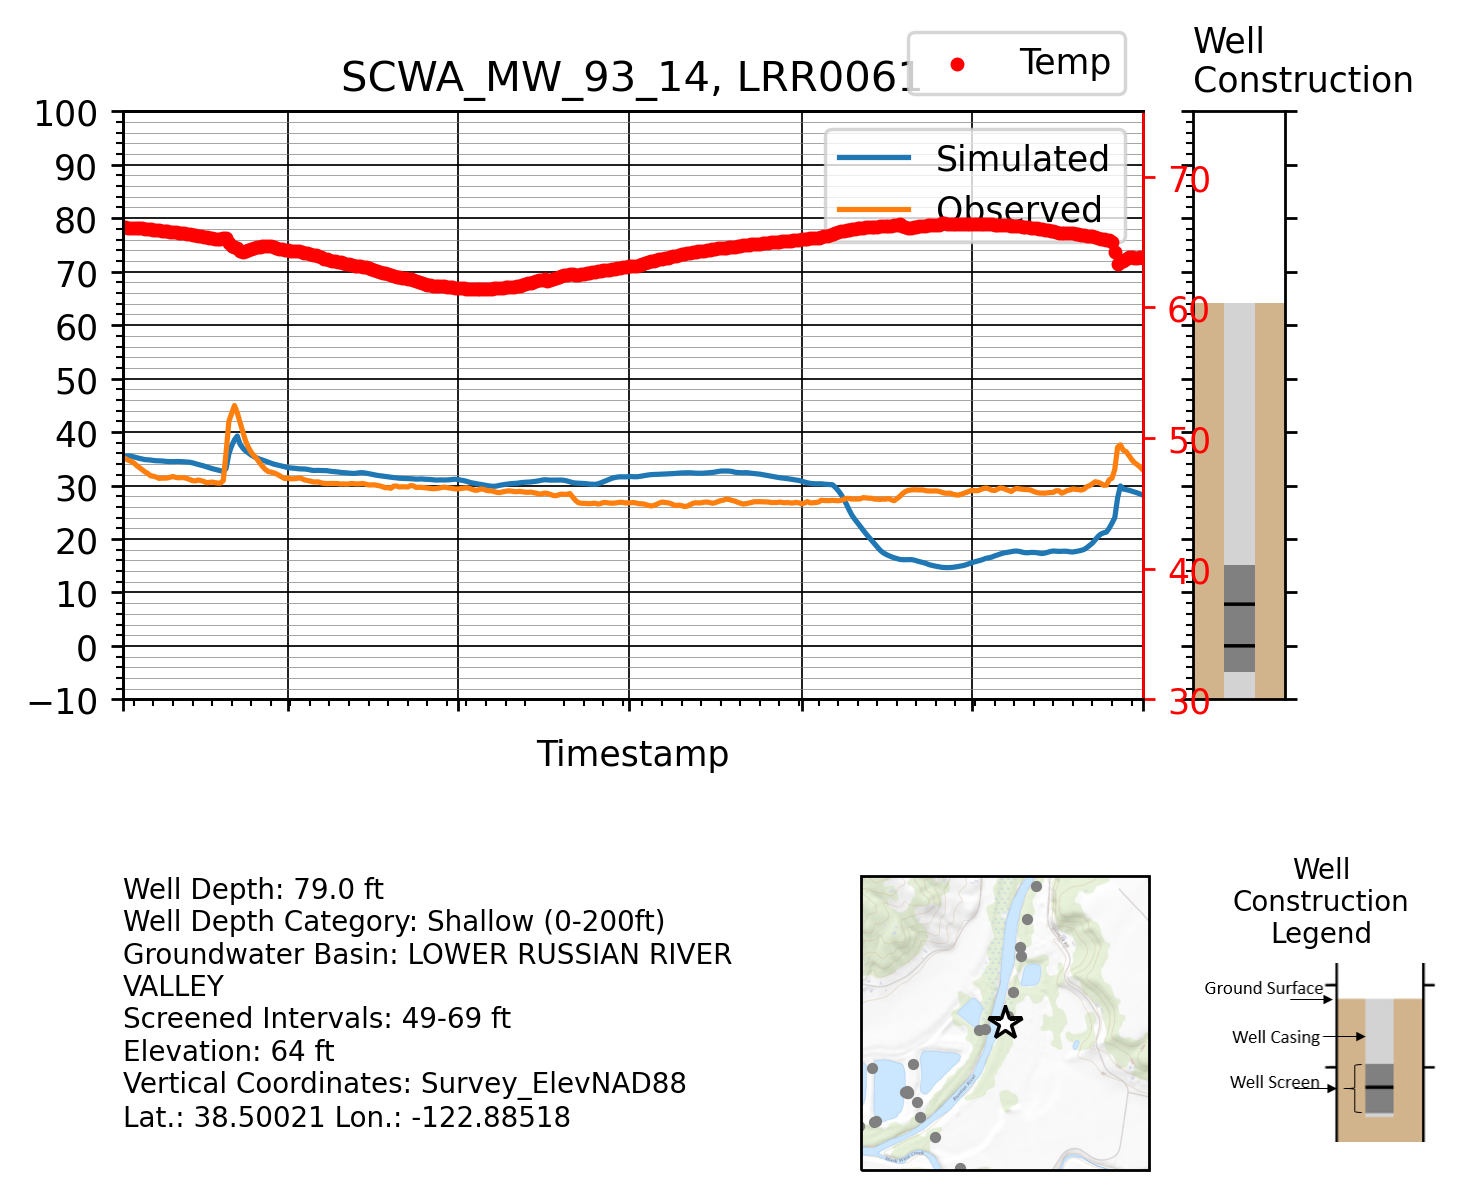 Well
Construction
SCWA_MW_93_14, LRR0061
Temp
Simulated
Observed
100
90
80
70
60
50
40
30
20
10
0
−10
70
60
50
40
30
Timestamp
Well Depth: 79.0 ft
Well Depth Category: Shallow (0-200ft)
Groundwater Basin: LOWER RUSSIAN RIVER
VALLEY
Screened Intervals: 49-69 ft
Elevation: 64 ft
Vertical Coordinates: Survey_ElevNAD88
Lat.: 38.50021 Lon.: -122.88518
Well
Construction
Legend
Ground Surface
Well Casing
Well Screen